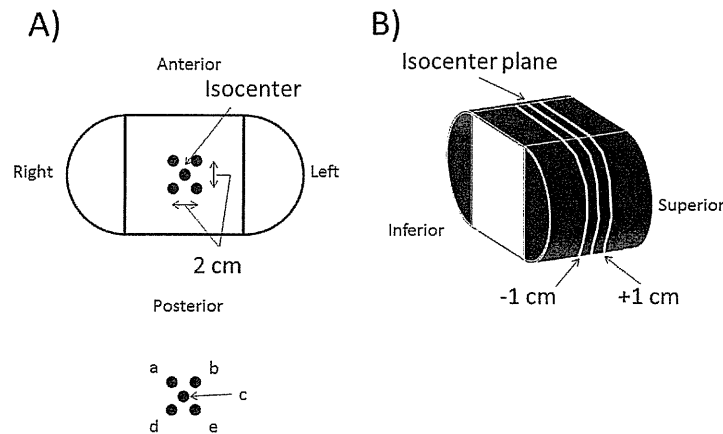 A)
Anterior
Isocenter
Right
Left
2 cm
Posterior
a b
c
d e
B)
Isocenter plane
Superior
Inferior
-1 cm +1 cm